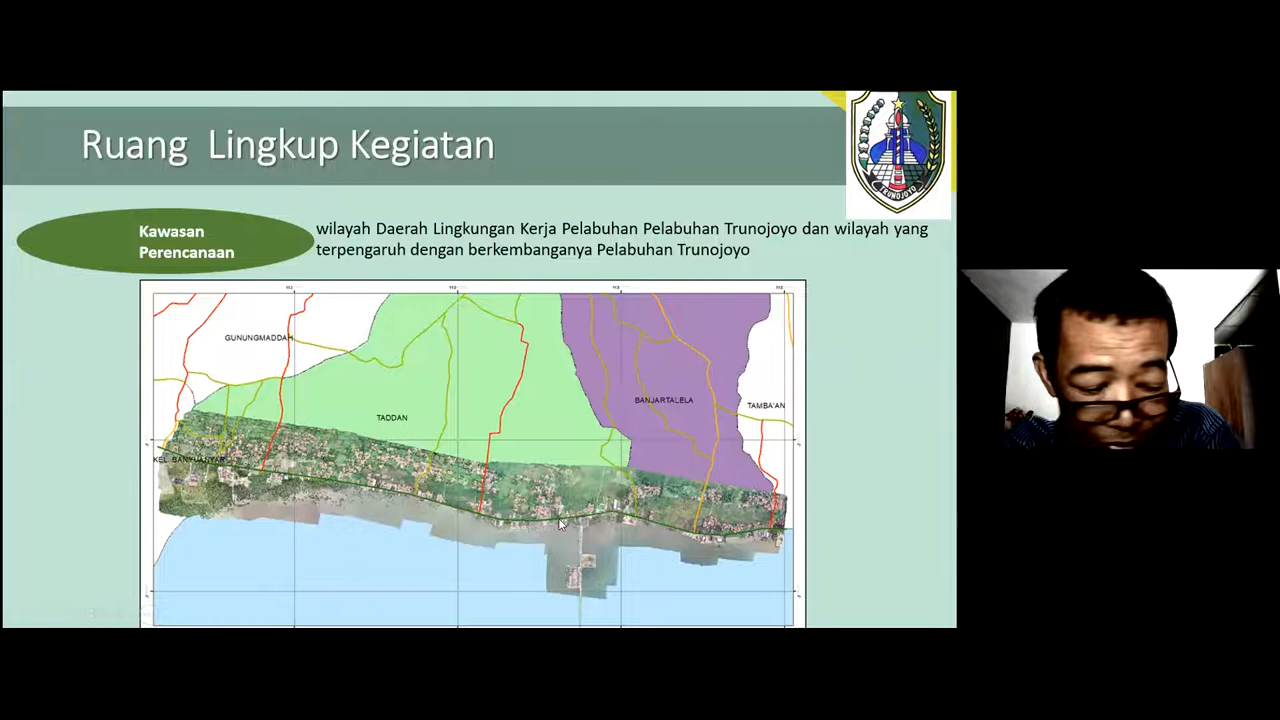 Ruang Lingkup Kegiatan
TRUNOJOYO
Kawasan
Perencanaan
wilayah Daerah Lingkungan Kerja Pelabuhan Pelabuhan Trunojoyo dan wilayah yang
terpengaruh dengan berkembanganya Pelabuhan Trunojoyo
GUNUNGMADDAH
TADDAN
BANJARTALELA
TAMBA'AN
KEL. BANYUANYAR